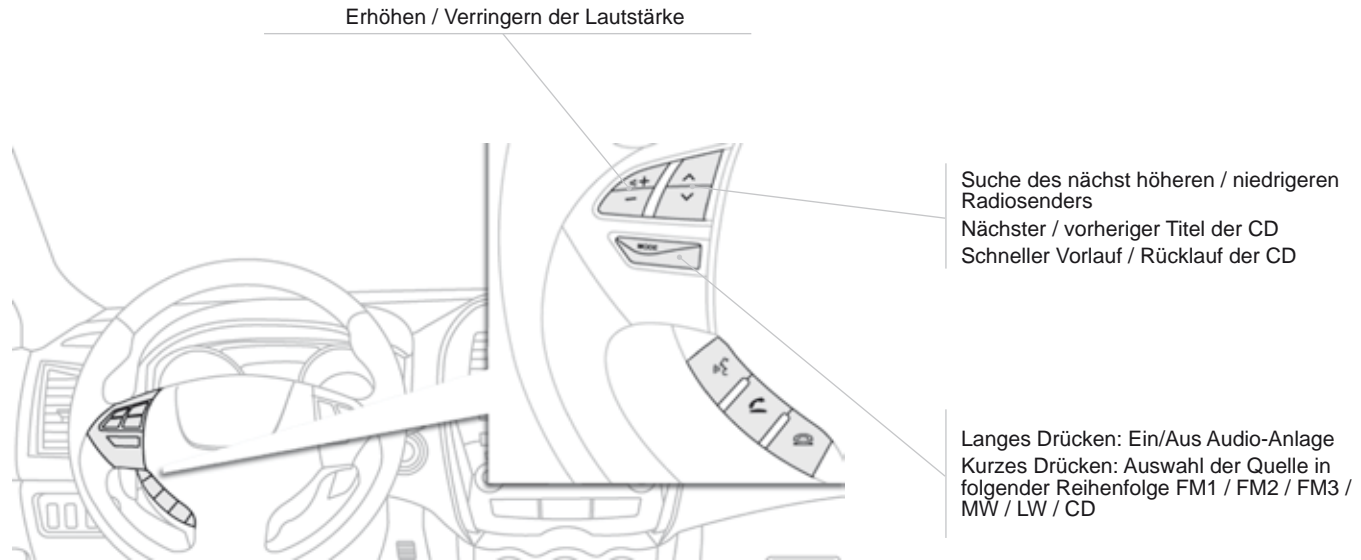 Erhöhen / Verringern der Lautstärke
Suche des nächst höheren / niedrigeren
Radiosenders
Nächster / vorheriger Titel der CD
Schneller Vorlauf / Rücklauf der CD
MODE
Langes Drücken: Ein/Aus Audio-Anlage
Kurzes Drücken: Auswahl der Quelle in
folgender Reihenfolge FM1 / FM2 / FM3 /
MW / LW / CD